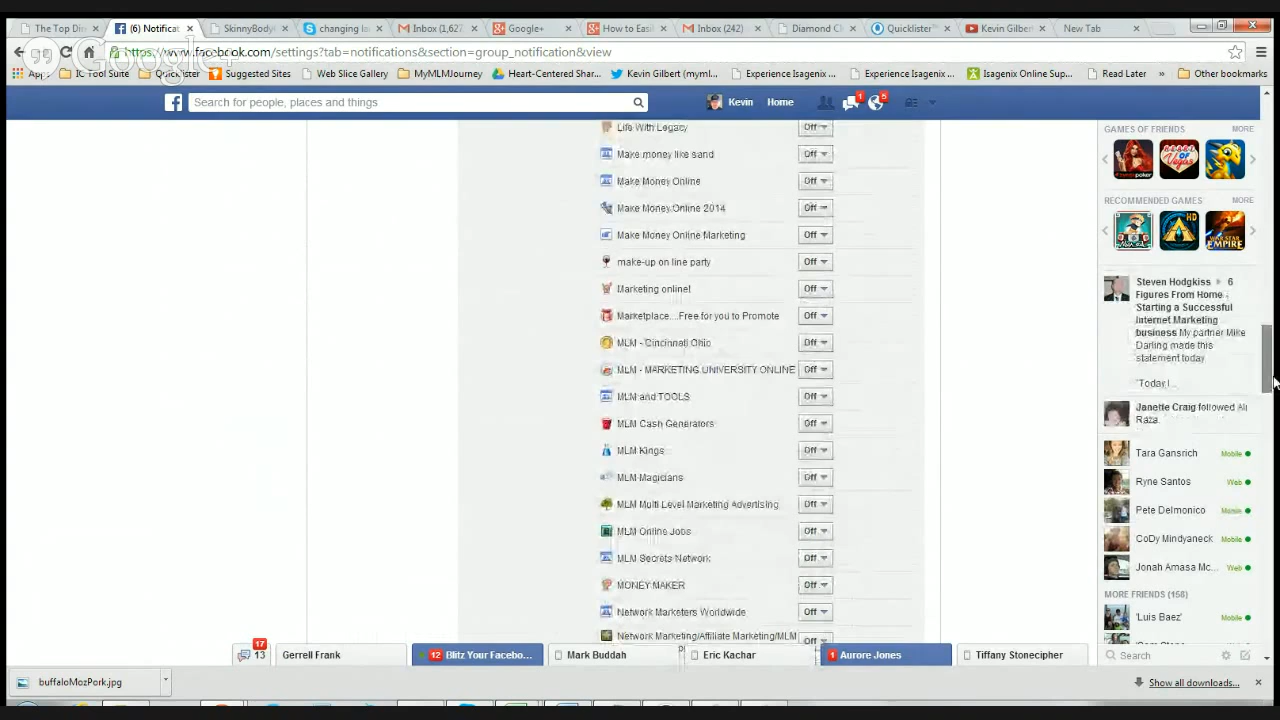 The Top Di
(6) Notificat
SkinnyBod
changing la
Inbox (1,627
Google+
How to Easi
Inbox (242)
Diamond Cl
Quicklister
Kevin Gilber
New Tab
https://www.facebook.com/settings?tab=notifications&section=group_notification&view
Google+
App
IC Tool Suite
QuickLister
Suggested Sites
Web Slice Gallery
MyMLMJourney
Heart-Centered Shar...
Kevin Gilbert (myml...
Experience Isagenix ...
Experience Isagenix ...
Isagenix Online Sup...
Read Later
»
Other bookmarks
Search for people, places and things
Kevin
Home
1
5
Life With Legacy Off
Make money like sand Off
Make Money Online Off
Make Money Online 2014 Off
Make Money Online Marketing Off
make-up on line party Off
Marketing online! Off
Marketplace....Free for you to Promote Off
MLM - Cincinnati Ohio Off
MLM - MARKETING UNIVERSITY ONLINE Off
MLM and TOOLS Off
MLM Cash Generators Off
MLM Kings Off
MLM Magicians Off
MLM Multi Level Marketing Advertising Off
MLM Online Jobs Off
MLM Secrets Network Off
MONEY MAKER Off
Network Marketers Worldwide Off
Network Marketing/Affiliate Marketing/MLM Off
GAMES OF FRIENDS MORE
RECOMMENDED GAMES MORE
Steven Hodgkiss ▸ 6
Figures From Home
Starting a Successful
Internet Marketing
business My partner Mike
Darling made this
statement today
"Today I...
Janette Craig followed Ali
Raza.
Tara Gansrich Mobile
Ryne Santos Web
Pete Delmonico Mobile
CoDy Mindyaneck Mobile
Jonah Amasa Mc... Web
MORE FRIENDS (156)
'Luis Baez' Mobile
Search
17
13
Gerrell Frank
12 Blitz Your Facebo...
Mark Buddah
Eric Kachar
1 Aurore Jones
Tiffany Stonecipher
buffaloMozPork.jpg
Show all downloads...